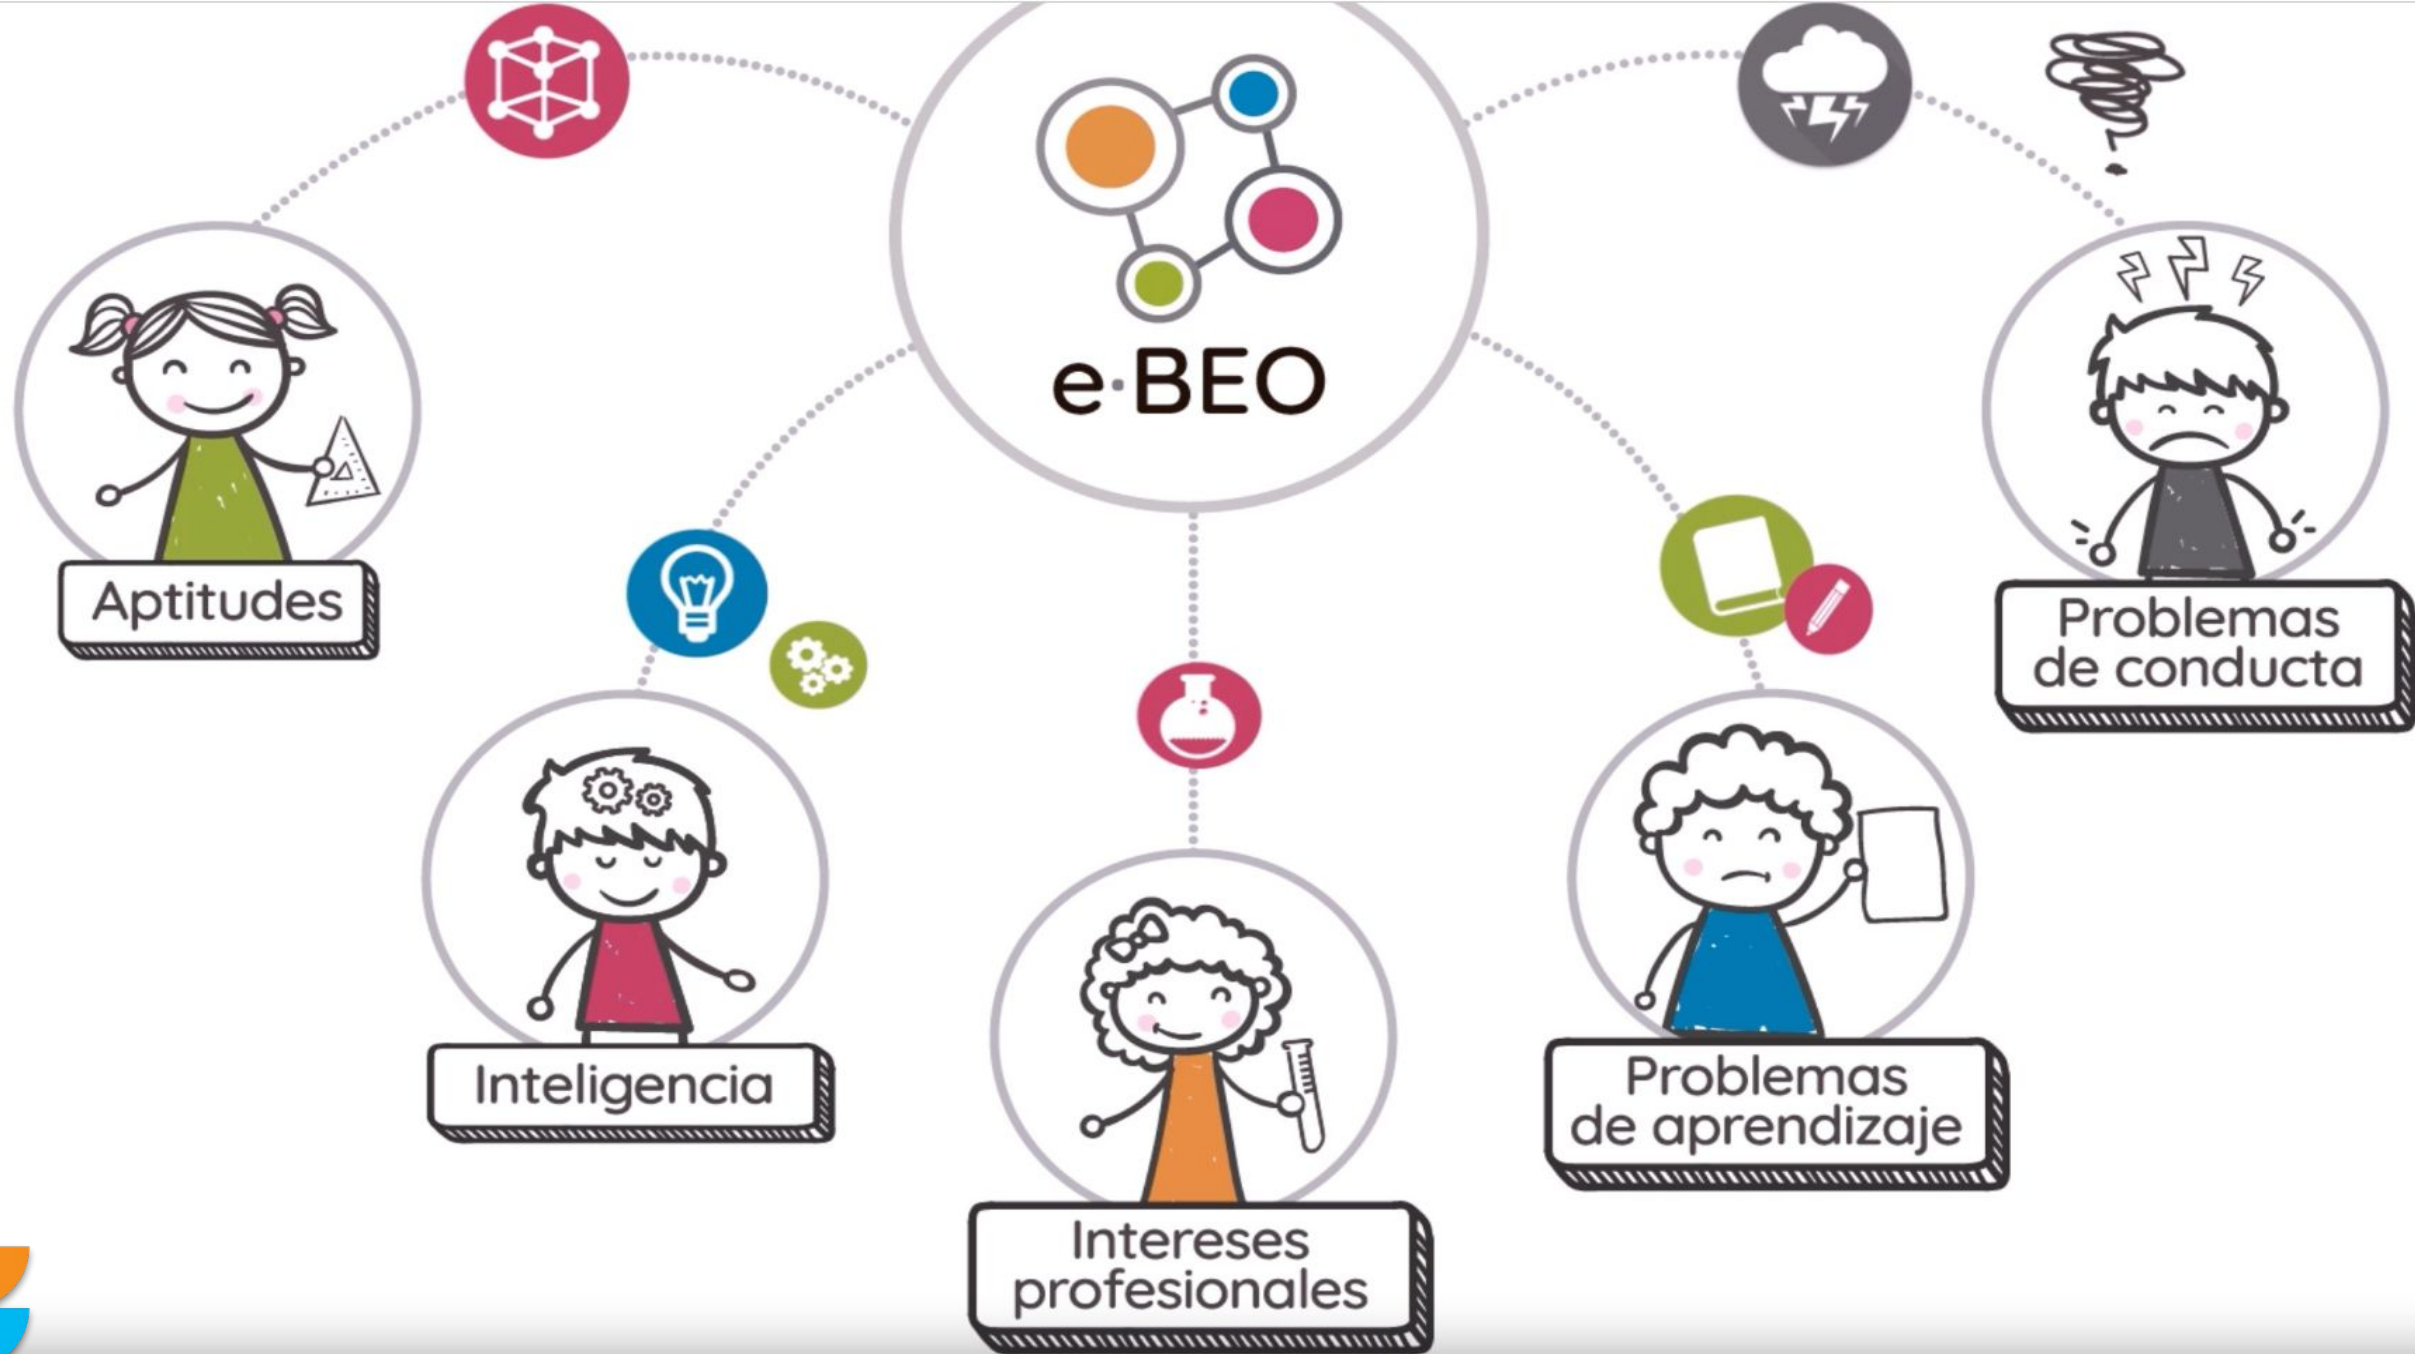 e·BEO
Aptitudes
Inteligencia
Intereses
profesionales
Problemas
de aprendizaje
Problemas
de conducta